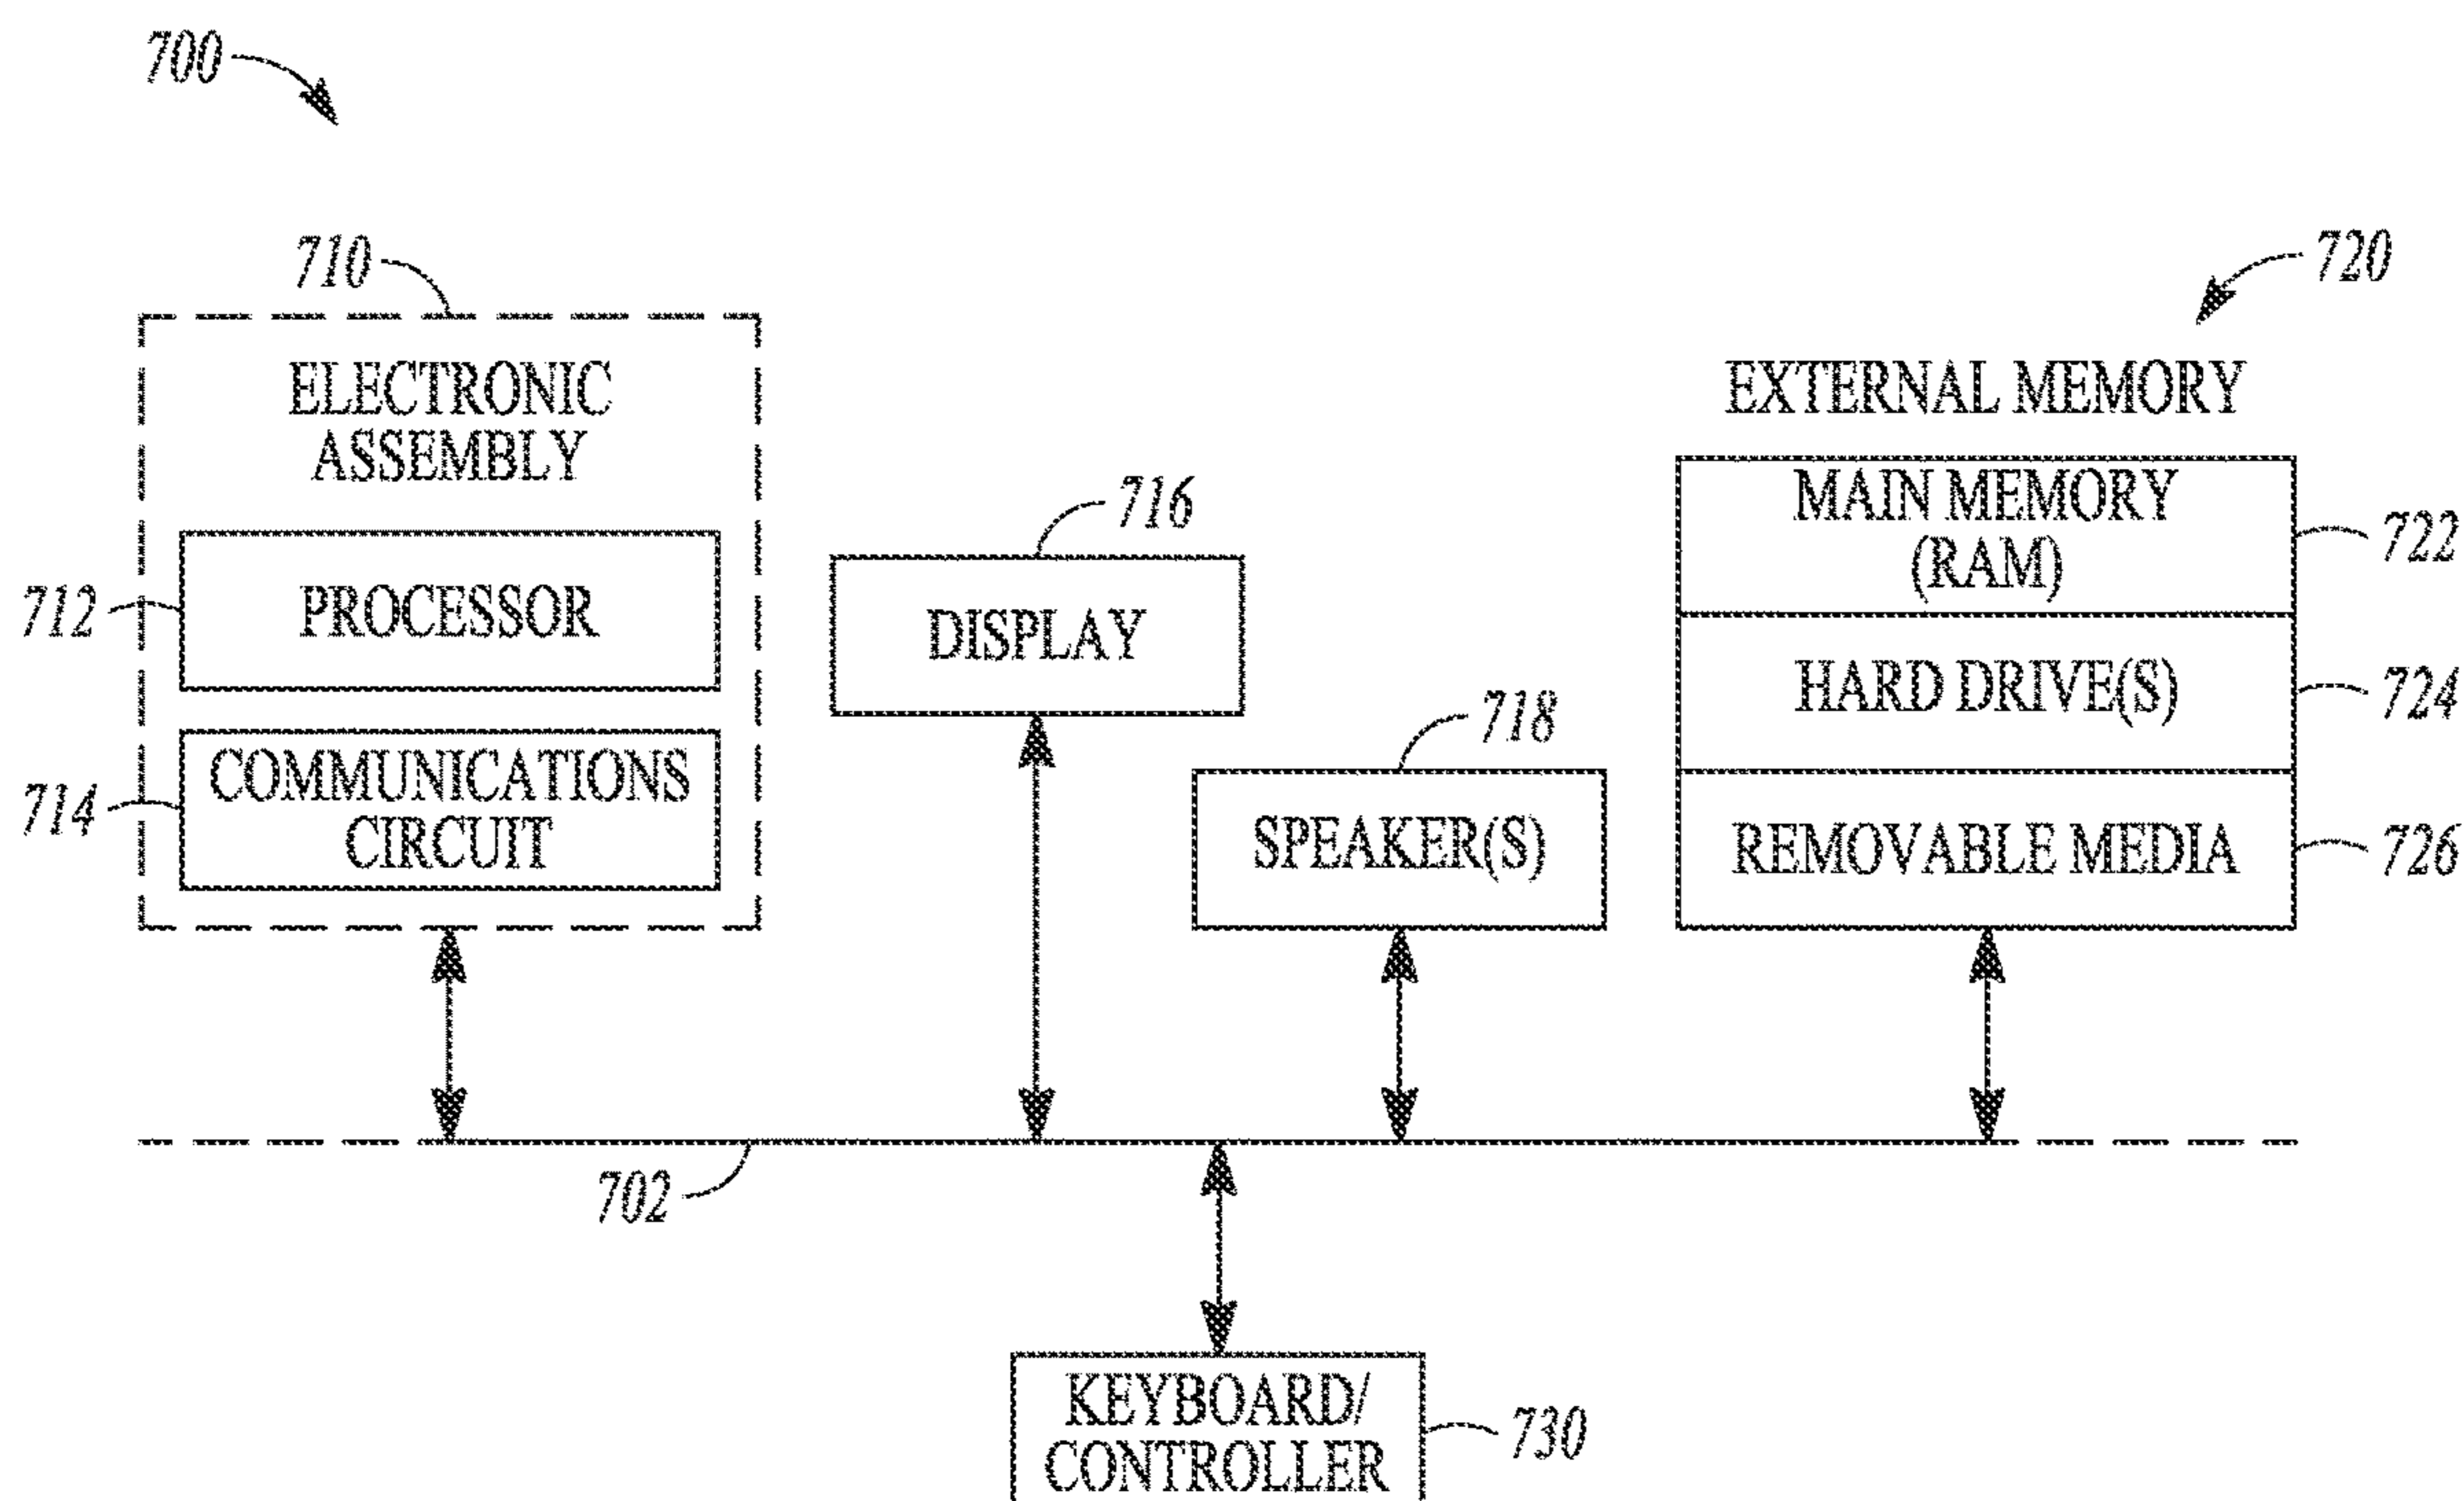 700
710
720
ELECTRONIC
ASSEMBLY
EXTERNAL MEMORY
716
MAIN MEMORY
(RAM)
722
712
PROCESSOR
DISPLAY
HARD DRIVE(S)
724
718
714
COMMUNICATIONS
CIRCUIT
SPEAKER(S)
REMOVABLE MEDIA
726
702
KEYBOARD/
CONTROLLER
730